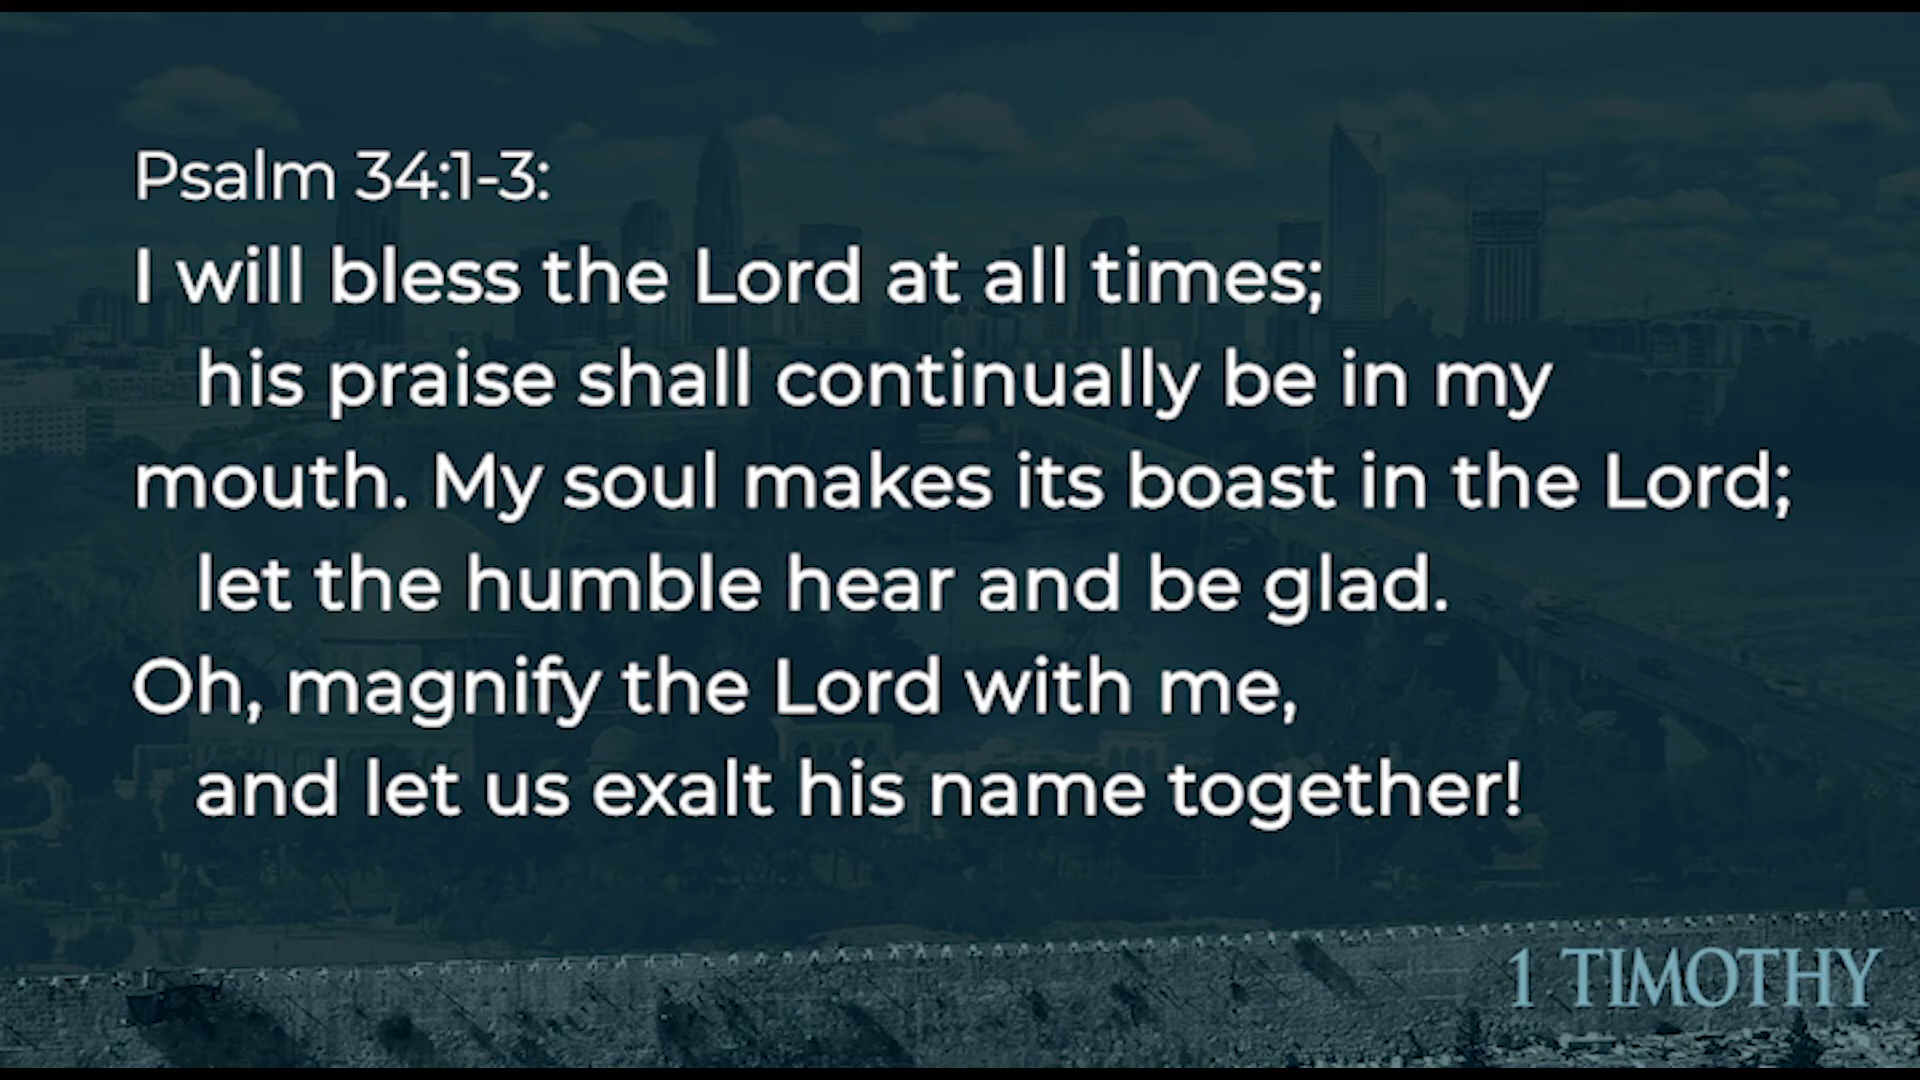 Psalm 34:1-3:
I will bless the Lord at all times;
his praise shall continually be in my
mouth. My soul makes its boast in the Lord;
let the humble hear and be glad.
Oh, magnify the Lord with me,
and let us exalt his name together!
1 TIMOTHY